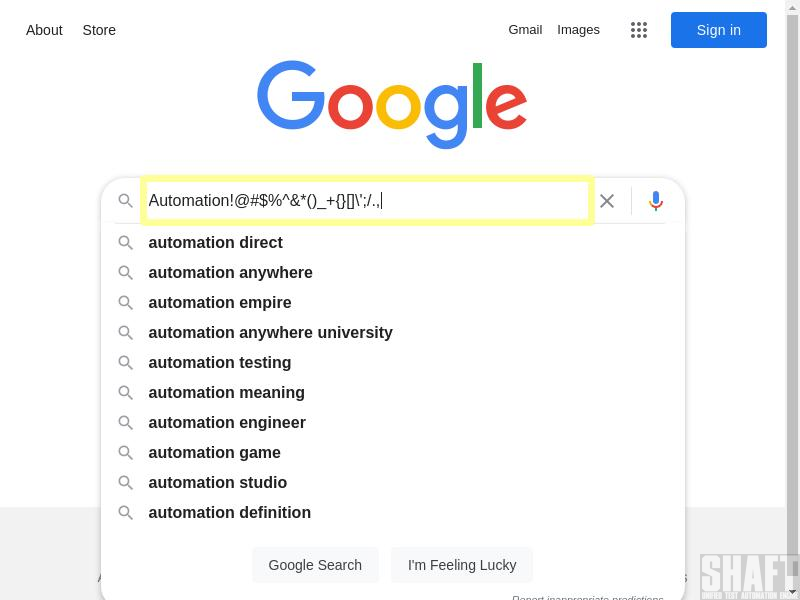 About Store Gmail Images Sign in
Google
Automation!@#$%^&*()_+{}[]\';/.,
automation direct
automation anywhere
automation empire
automation anywhere university
automation testing
automation meaning
automation engineer
automation game
automation studio
automation definition
Google Search I'm Feeling Lucky
Report inappropriate predictions
SHAFT